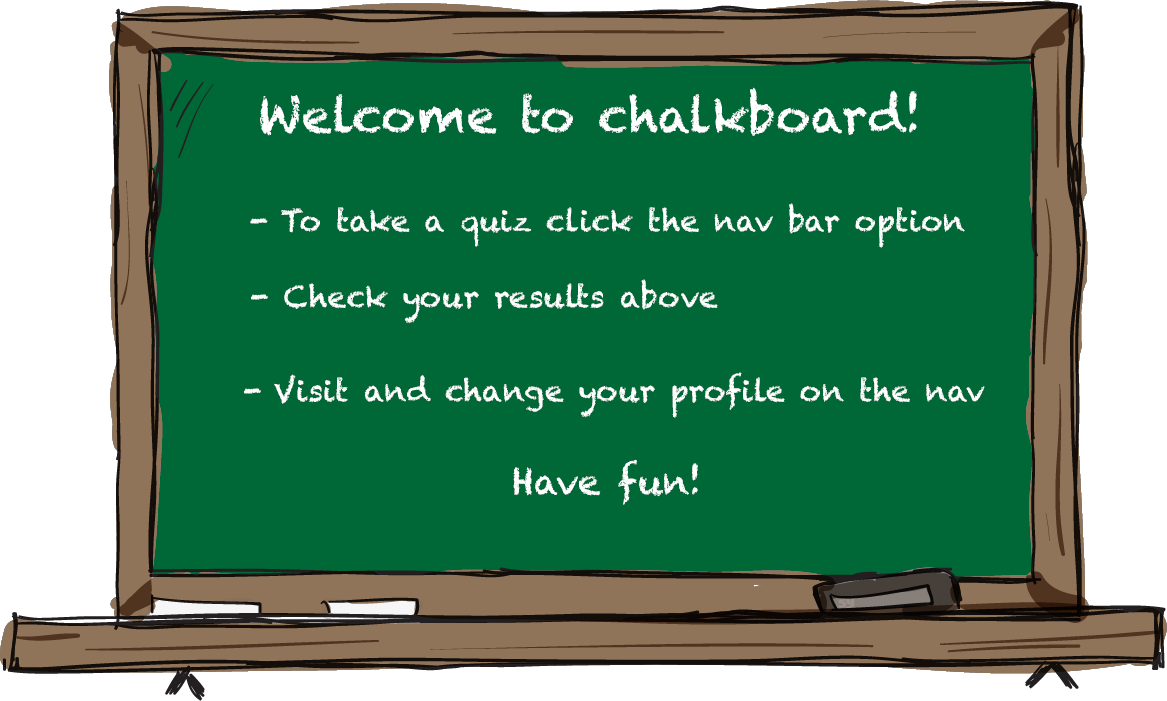 Welcome to chalkboard!
- To take a quiz click the nav bar option
- Check your results above
- Visit and change your profile on the nav
Have fun!